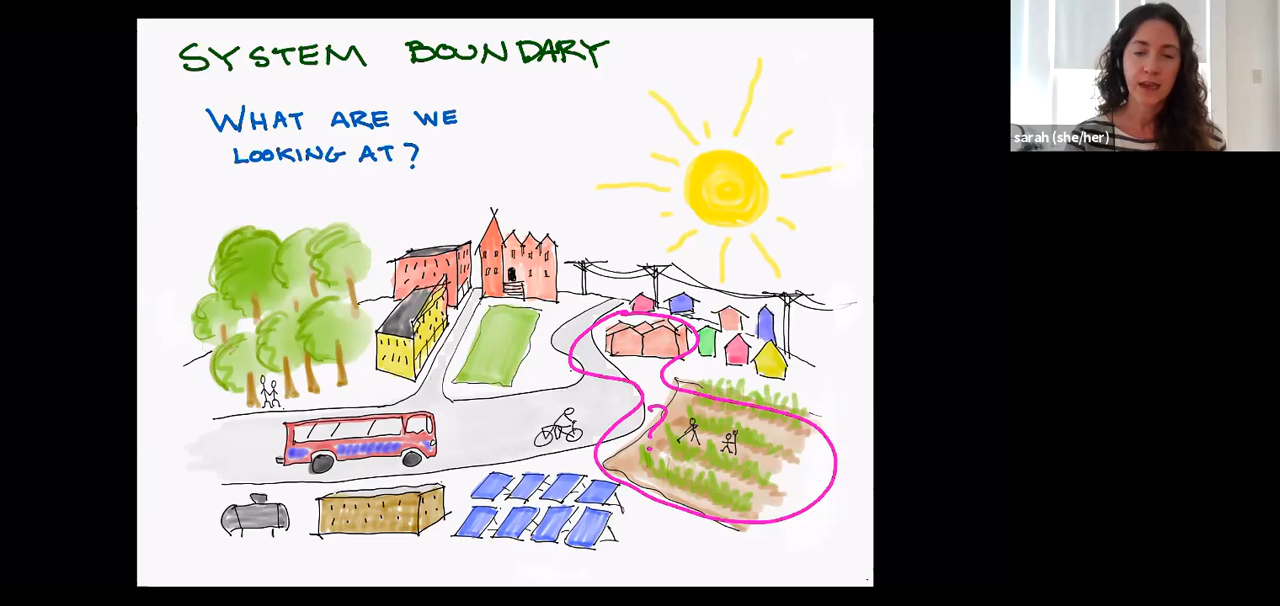 SYSTEM BOUNDARY
WHAT ARE WE
LOOKING AT?
sarah (she/her)
?